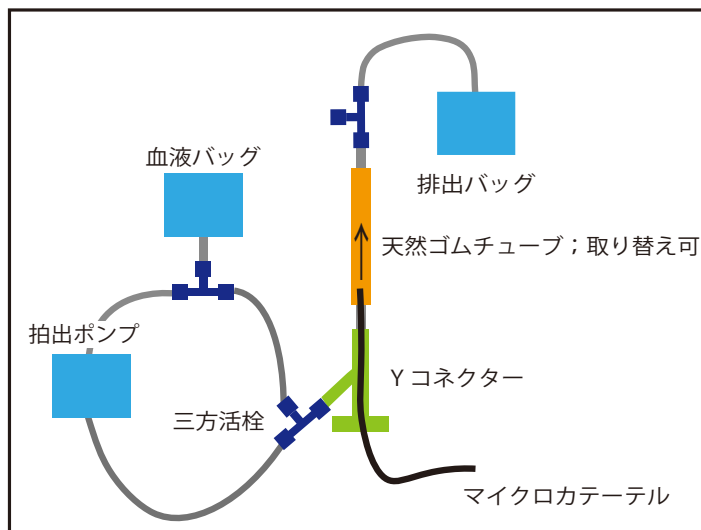 血液バッグ
排出バッグ
天然ゴムチューブ；取り替え可
拍出ポンプ
Y コネクター
三方活栓
マイクロカテーテル